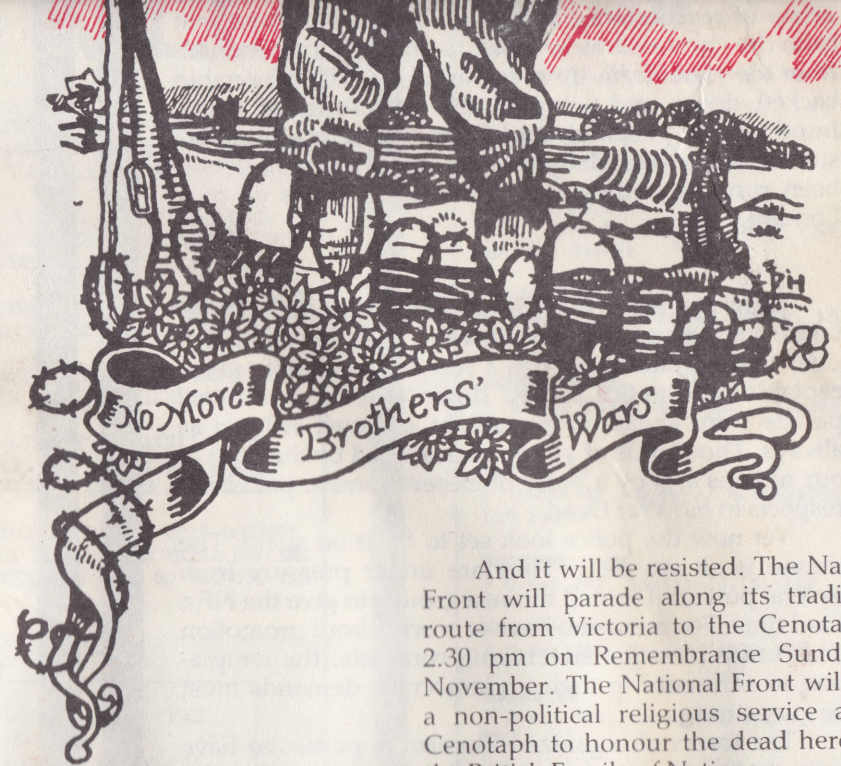 No More
Brothers'
Wars
And it will be resisted. The Na
Front will parade along its tradi
route from Victoria to the Cenota
2.30 pm on Remembrance Sund
November. The National Front wil
a non-political religious service a
Cenotaph to honour the dead here